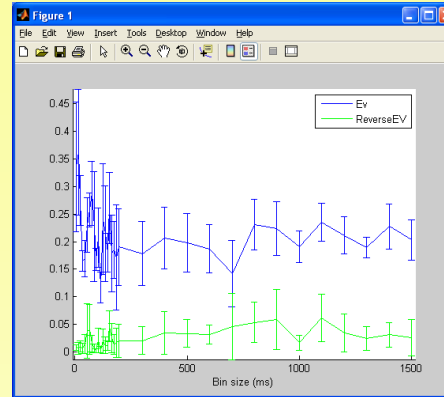 Figure 1
File Edit View Insert Tools Desktop Window Help
Ev
ReverseEV
0.45
0.4
0.35
0.3
0.25
0.2
0.15
0.1
0.05
0
0 500 1000 1500
Bin size (ms)